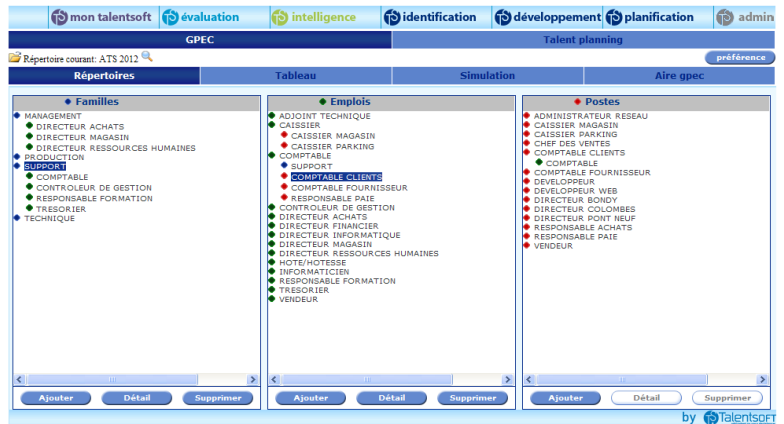 mon talentsoft évaluation intelligence identification développement planification admin
GPEC Talent planning
Répertoire courant: ATS 2012 préférence
Répertoires Tableau Simulation Aire gpec
Familles
MANAGEMENT
DIRECTEUR ACHATS
DIRECTEUR MAGASIN
DIRECTEUR RESSOURCES HUMAINES
PRODUCTION
SUPPORT
COMPTABLE
CONTROLEUR DE GESTION
RESPONSABLE FORMATION
TRESORIER
TECHNIQUE
Ajouter Détail Supprimer
Emplois
ADJOINT TECHNIQUE
CAISSIER
CAISSIER MAGASIN
CAISSIER PARKING
COMPTABLE
SUPPORT
COMPTABLE CLIENTS
COMPTABLE FOURNISSEUR
RESPONSABLE PAIE
CONTROLEUR DE GESTION
DIRECTEUR ACHATS
DIRECTEUR FINANCIER
DIRECTEUR INFORMATIQUE
DIRECTEUR MAGASIN
DIRECTEUR RESSOURCES HUMAINES
HOTE/HOTESSE
INFORMATICIEN
RESPONSABLE FORMATION
TRESORIER
VENDEUR
Ajouter Détail Supprimer
Postes
ADMINISTRATEUR RESEAU
CAISSIER MAGASIN
CAISSIER PARKING
CHEF DES VENTES
COMPTABLE CLIENTS
COMPTABLE
COMPTABLE FOURNISSEUR
DEVELOPPEUR
DEVELOPPEUR WEB
DIRECTEUR BONDY
DIRECTEUR COLOMBES
DIRECTEUR PONT NEUF
RESPONSABLE ACHATS
RESPONSABLE PAIE
VENDEUR
Ajouter Détail Supprimer
by TalentSoft